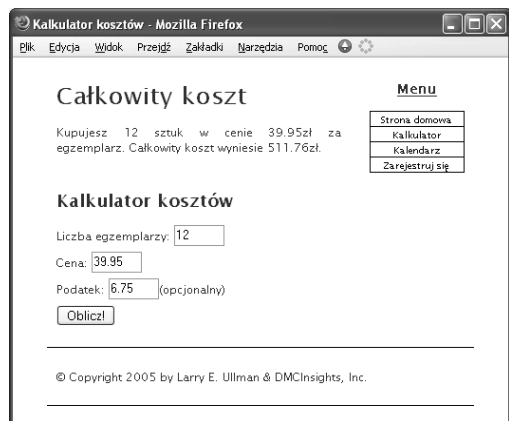 Kalkulator kosztów - Mozilla Firefox
Plik Edycja Widok Przejdź Zakładki Narzędzia Pomoc
Całkowity koszt
Kupujesz 12 sztuk w cenie 39.95zł za
egzemplarz. Całkowity koszt wyniesie 511.76zł.
Menu
Strona domowa
Kalkulator
Kalendarz
Zarejestruj się
Kalkulator kosztów
Liczba egzemplarzy: 12
Cena: 39.95
Podatek: 6.75 (opcjonalny)
Oblicz!
© Copyright 2005 by Larry E. Ullman & DMCInsights, Inc.